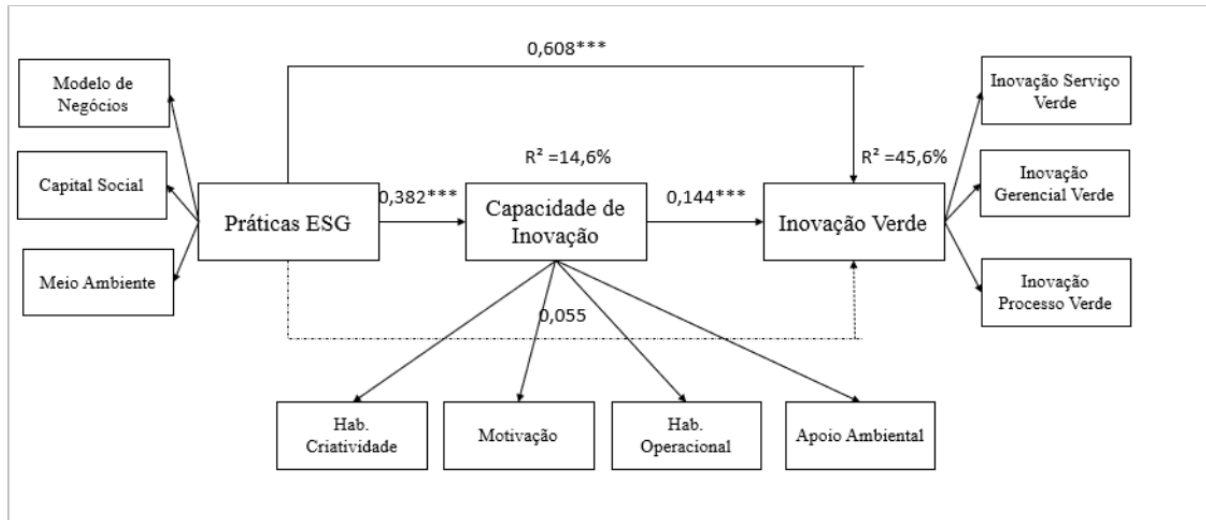 0,608***
Modelo de
Negócios
Inovação Serviço
Verde
R² =14,6%
R² =45,6%
Capital Social
Inovação
Gerencial Verde
Práticas ESG
0,382***
Capacidade de
Inovação
0,144***
Inovação Verde
Meio Ambiente
Inovação
Processo Verde
0,055
Hab.
Criatividade
Motivação
Hab.
Operacional
Apoio Ambiental